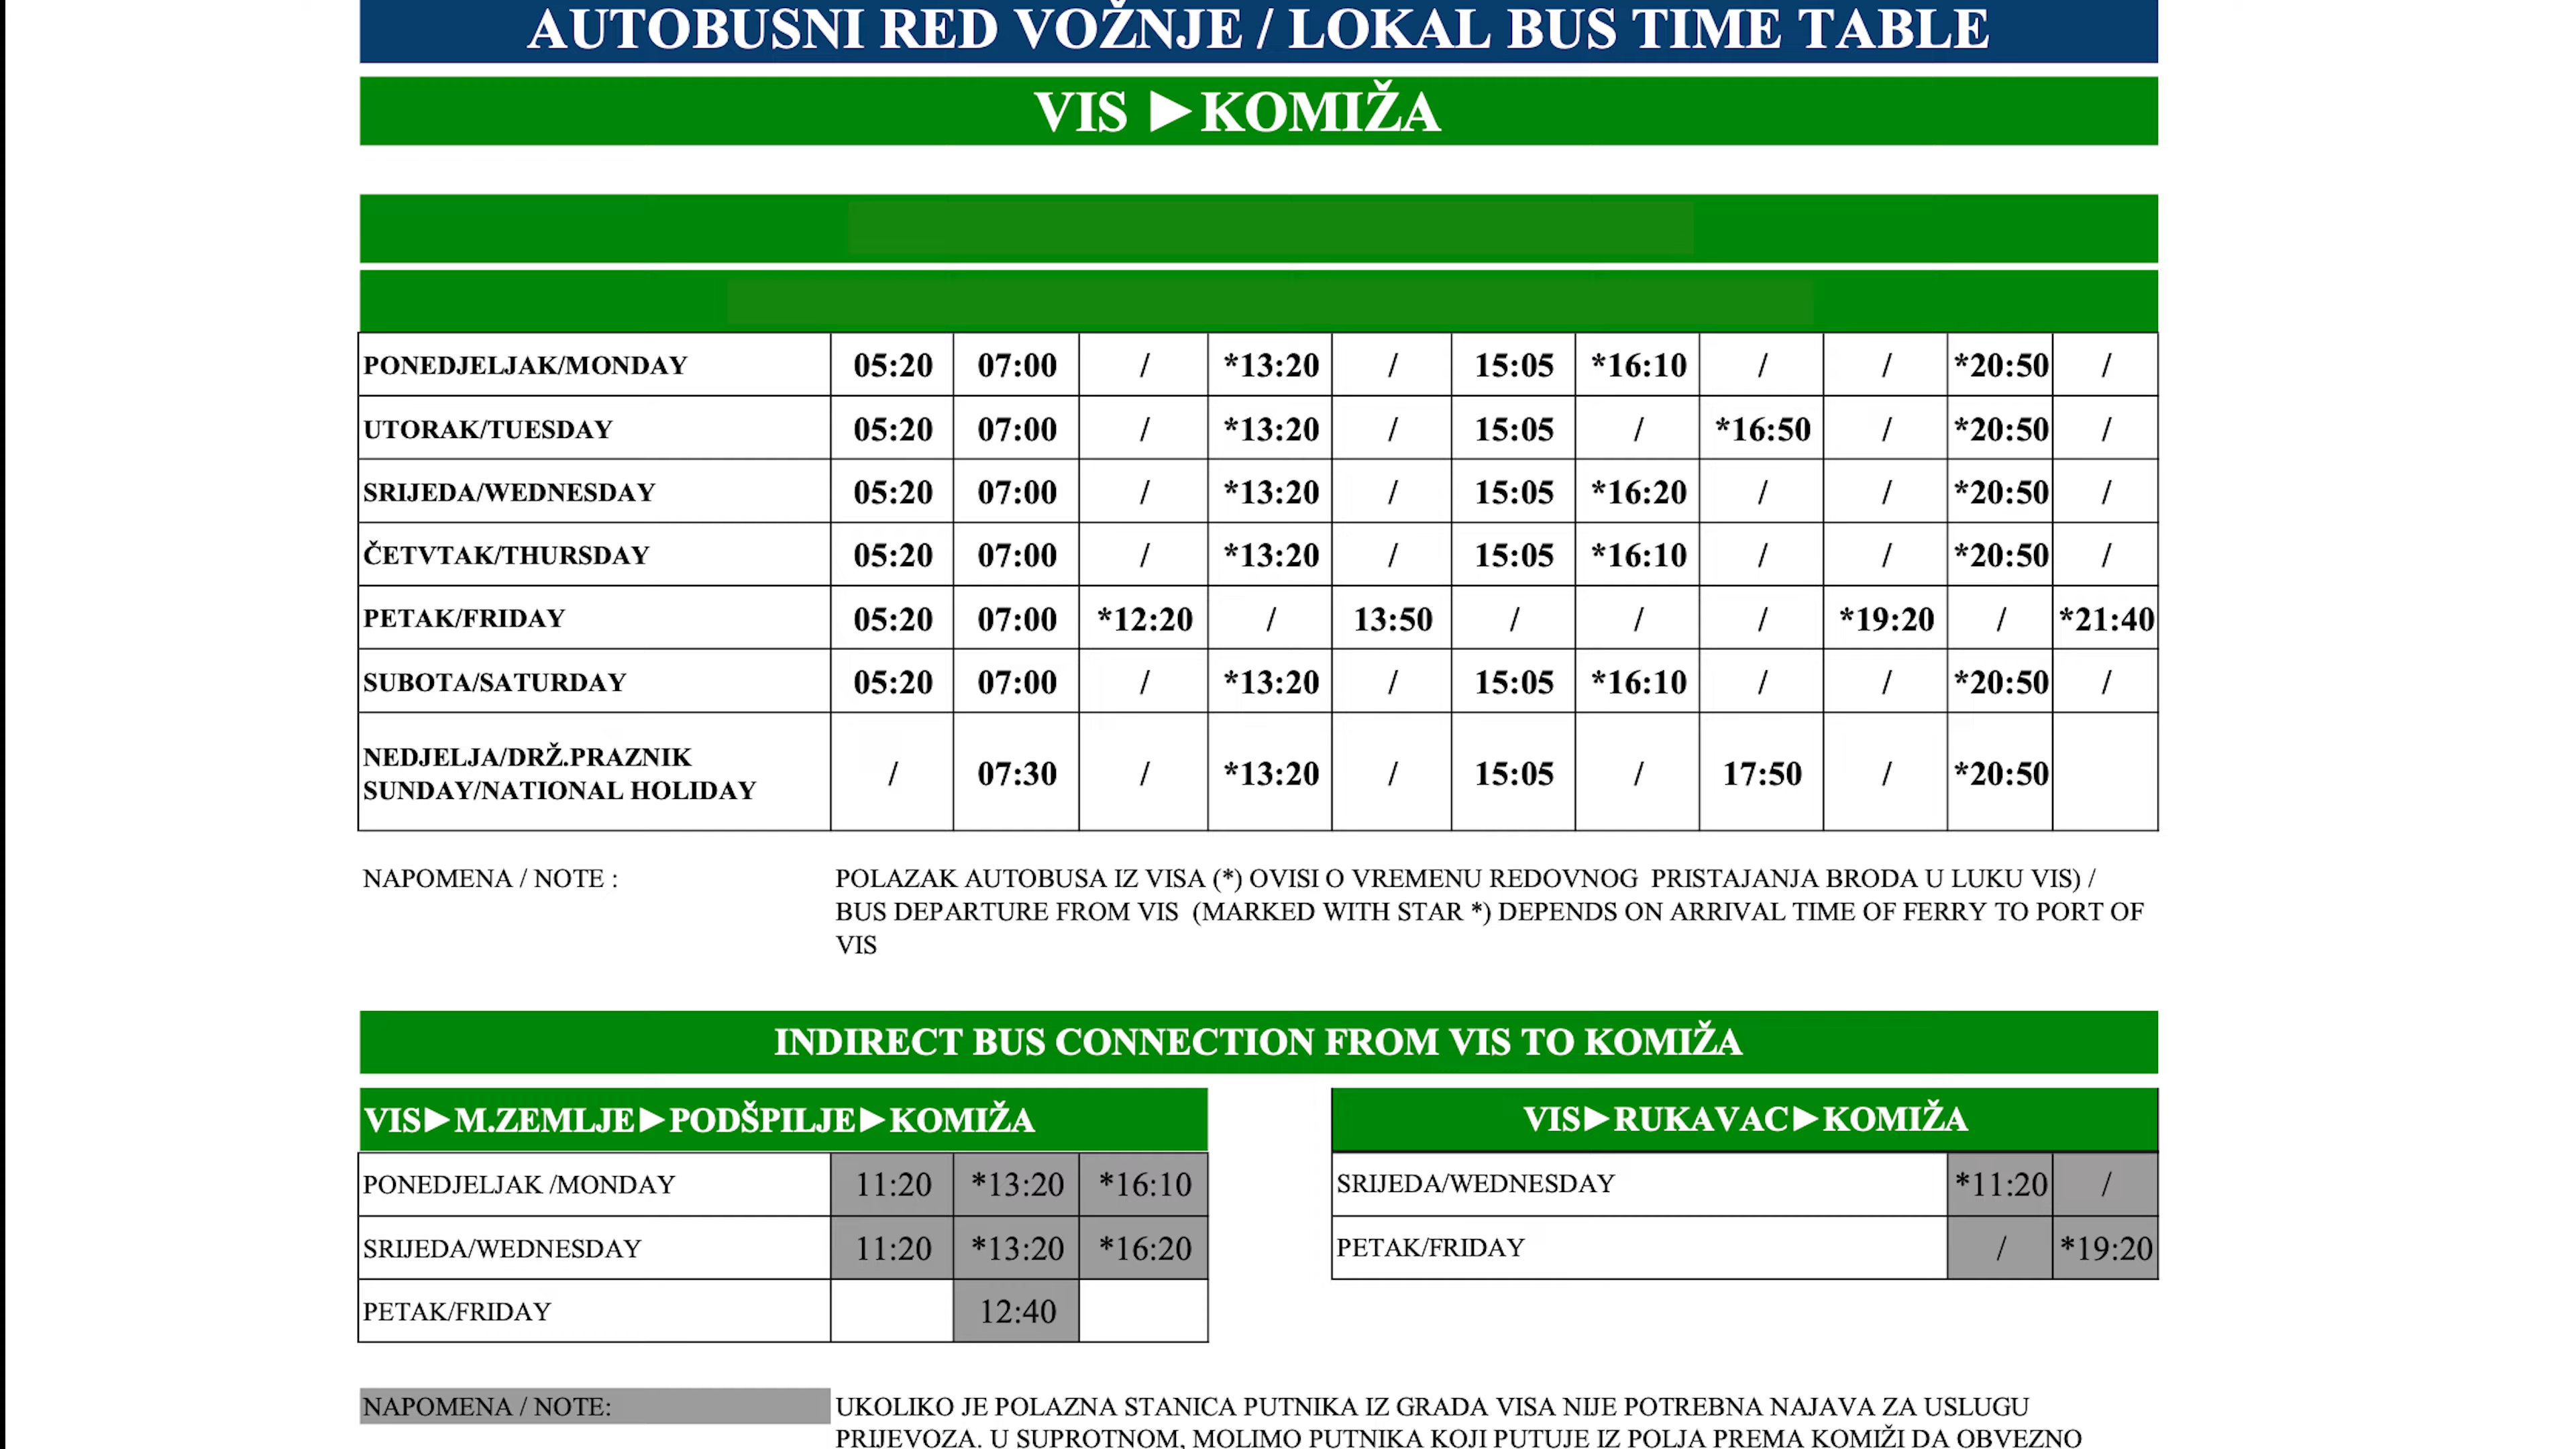 AUTOBUSNI RED VOŽNJE / LOKAL BUS TIME TABLE
VIS ►KOMIŽA
PONEDJELJAK/MONDAY 05:20 07:00 / *13:20 / 15:05 *16:10 / / *20:50 /
UTORAK/TUESDAY 05:20 07:00 / *13:20 / 15:05 / *16:50 / *20:50 /
SRIJEDA/WEDNESDAY 05:20 07:00 / *13:20 / 15:05 *16:20 / / *20:50 /
ČETVTAK/THURSDAY 05:20 07:00 / *13:20 / 15:05 *16:10 / / *20:50 /
PETAK/FRIDAY 05:20 07:00 *12:20 / 13:50 / / / *19:20 / *21:40
SUBOTA/SATURDAY 05:20 07:00 / *13:20 / 15:05 *16:10 / / *20:50 /
NEDJELJA/DRŽ.PRAZNIK
SUNDAY/NATIONAL HOLIDAY / 07:30 / *13:20 / 15:05 / 17:50 / *20:50
NAPOMENA / NOTE : POLAZAK AUTOBUSA IZ VISA (*) OVISI O VREMENU REDOVNOG PRISTAJANJA BRODA U LUKU VIS) /
BUS DEPARTURE FROM VIS (MARKED WITH STAR *) DEPENDS ON ARRIVAL TIME OF FERRY TO PORT OF
VIS
INDIRECT BUS CONNECTION FROM VIS TO KOMIŽA
VIS►M.ZEMLJE►PODŠPILJE►KOMIŽA
PONEDJELJAK /MONDAY 11:20 *13:20 *16:10
SRIJEDA/WEDNESDAY 11:20 *13:20 *16:20
PETAK/FRIDAY 12:40
VIS►RUKAVAC►KOMIŽA
SRIJEDA/WEDNESDAY *11:20 /
PETAK/FRIDAY / *19:20
NAPOMENA / NOTE: UKOLIKO JE POLAZNA STANICA PUTNIKA IZ GRADA VISA NIJE POTREBNA NAJAVA ZA USLUGU
PRIJEVOZA. U SUPROTNOM, MOLIMO PUTNIKA KOJI PUTUJE IZ POLJA PREMA KOMIŽI DA OBVEZNO